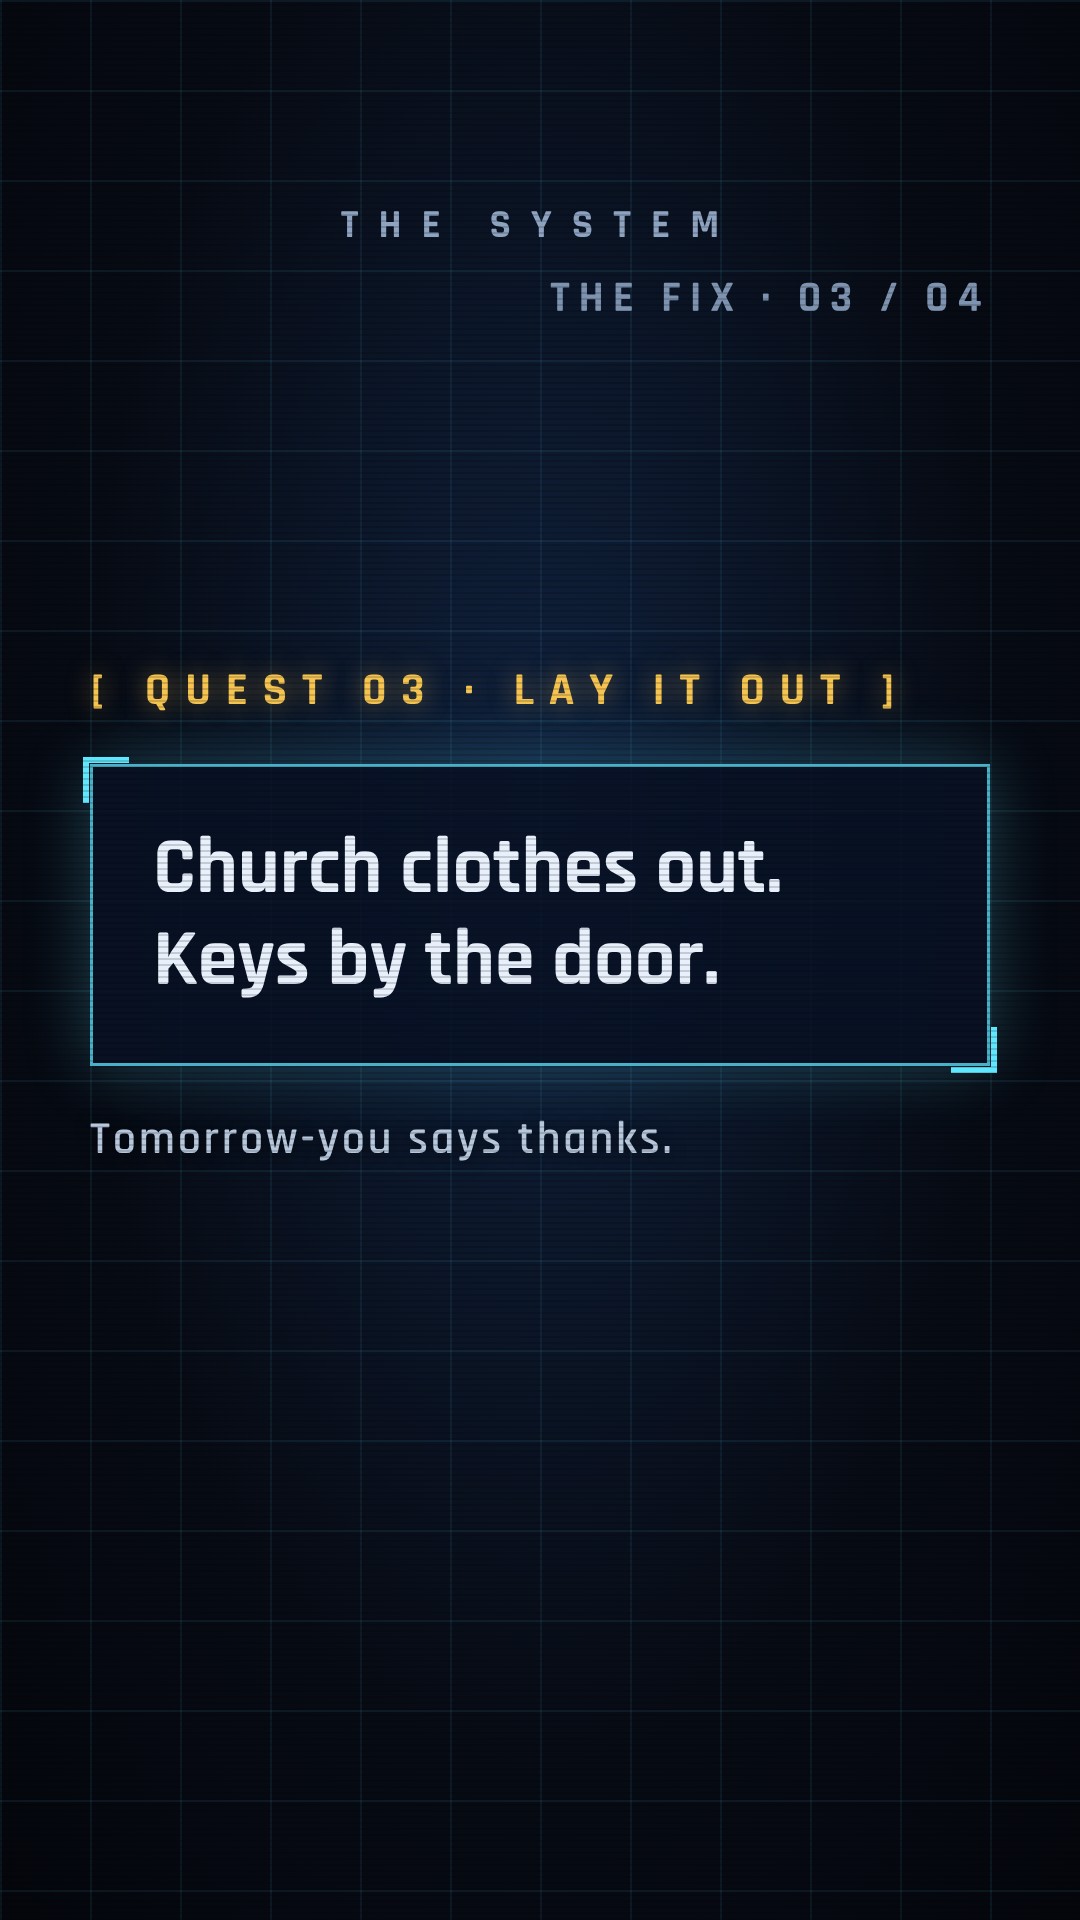 THE SYSTEM
THE FIX · 03 / 04
[ QUEST 03 · LAY IT OUT ]
Church clothes out.
Keys by the door.
Tomorrow-you says thanks.